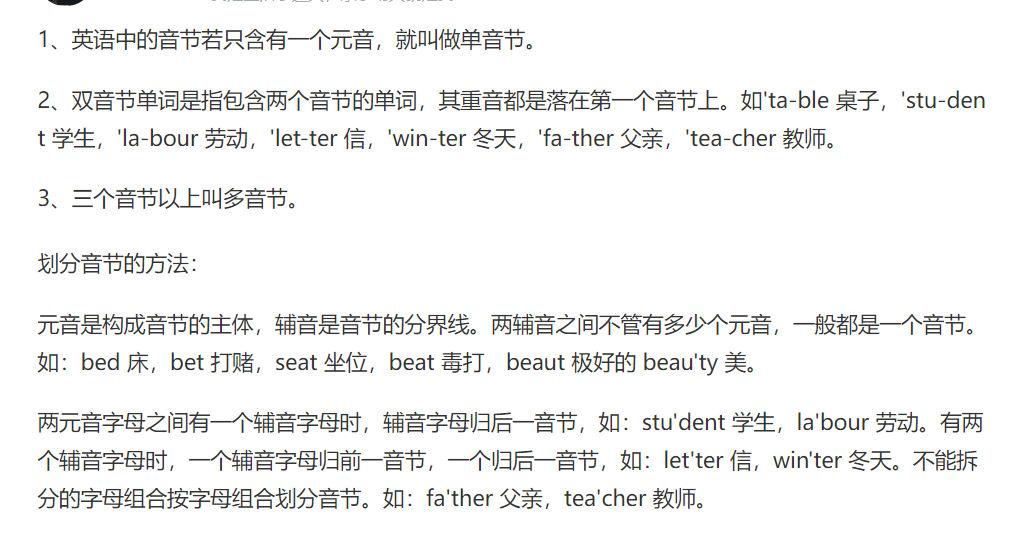 1、英语中的音节若只含有一个元音，就叫做单音节。
2、双音节单词是指包含两个音节的单词，其重音都是落在第一个音节上。如'ta-ble 桌子，'stu-den
t 学生，'la-bour 劳动，'let-ter 信，'win-ter 冬天，'fa-ther 父亲，'tea-cher 教师。
3、三个音节以上叫多音节。
划分音节的方法：
元音是构成音节的主体，辅音是音节的分界线。两辅音之间不管有多少个元音，一般都是一个音节。
如：bed 床，bet 打赌，seat 坐位，beat 毒打，beaut 极好的 beau'ty 美。
两元音字母之间有一个辅音字母时，辅音字母归后一音节，如：stu'dent 学生，la'bour 劳动。有两
个辅音字母时，一个辅音字母归前一音节，一个归后一音节，如：let'ter 信，win'ter 冬天。不能拆
分的字母组合按字母组合划分音节。如：fa'ther 父亲，tea'cher 教师。